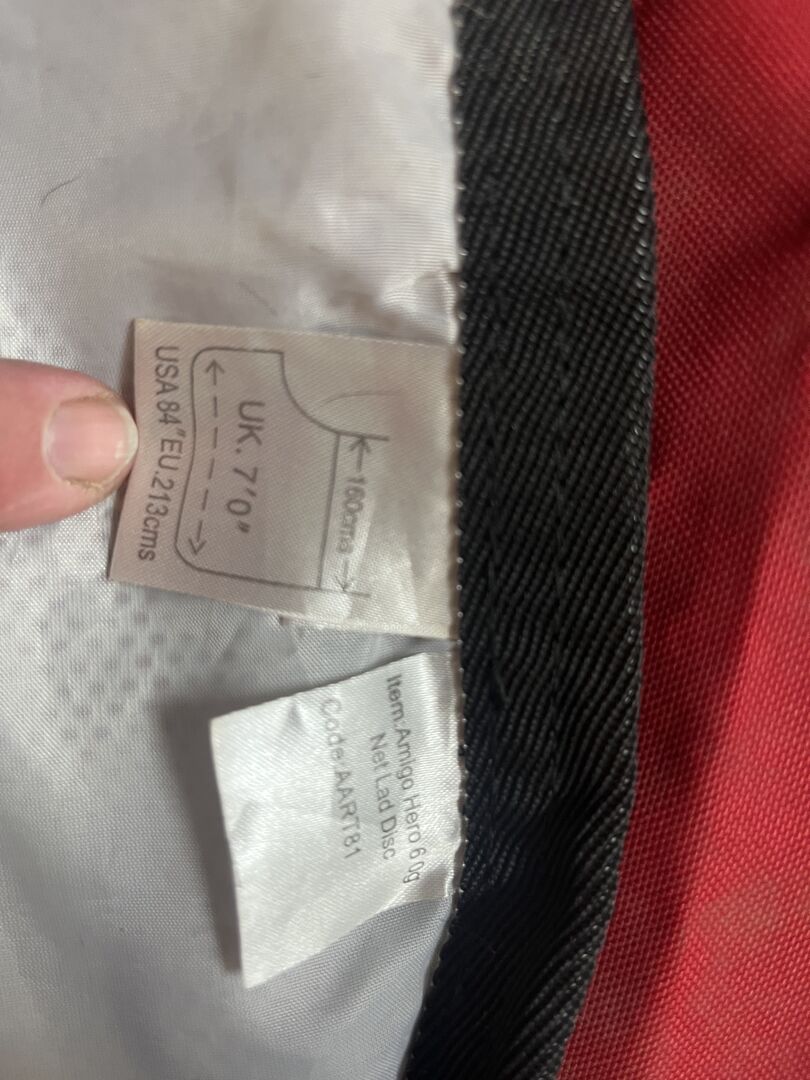 160cms
UK. 7'0"
USA 84" EU.213cms
Item:Amigo Hero 6 0g
Net Lad Disc
Code:AART81